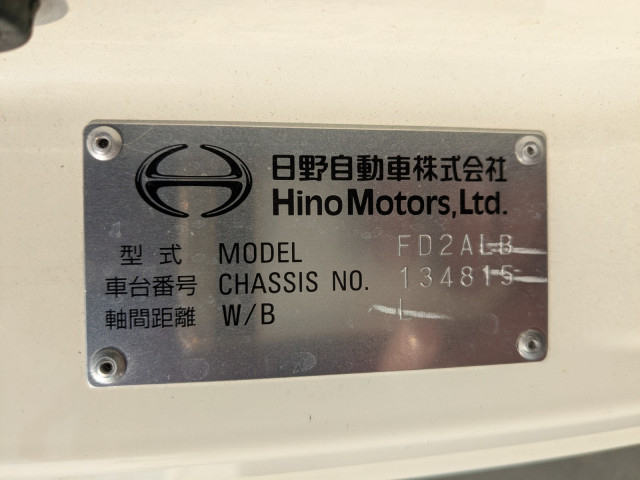 日野自動車株式会社
Hino Motors, Ltd.
型式 MODEL FD2ALB
車台番号 CHASSIS NO. 134815
軸間距離 W/B L